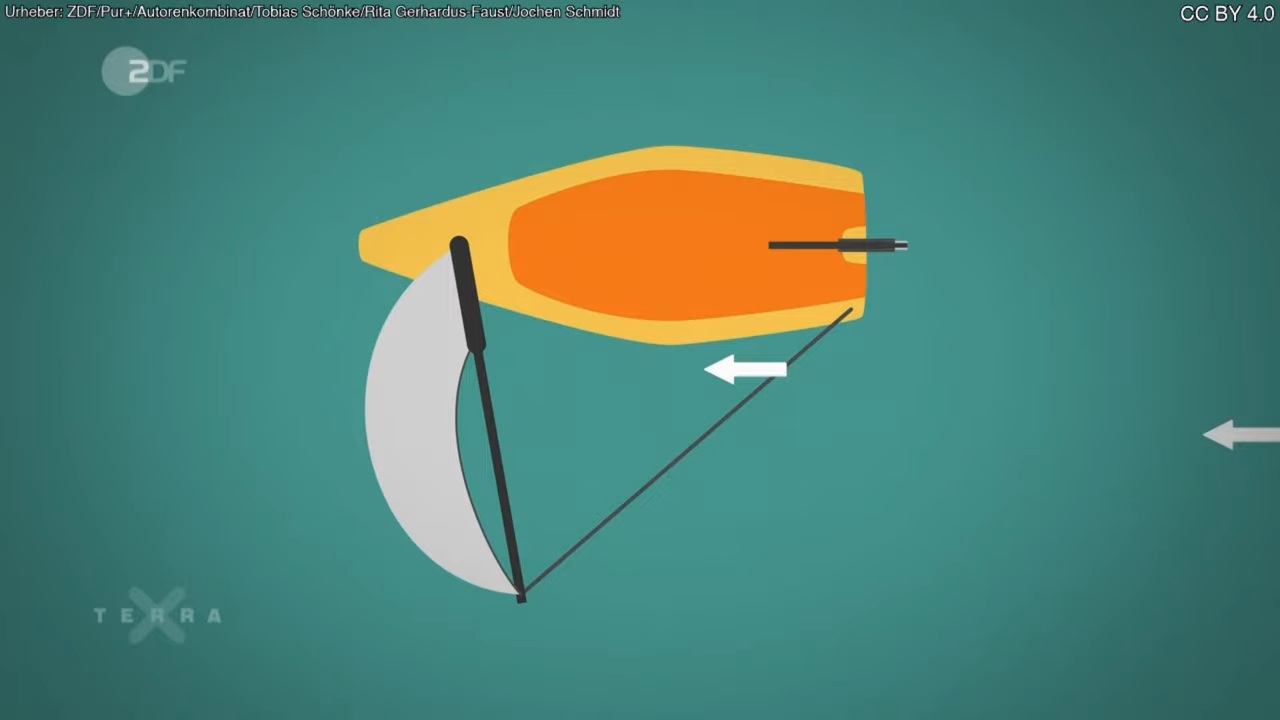 Urheber: ZDF/Pur+/Autorenkombinat/Tobias Schönke/Rita Gerhardus-Faust/Jochen Schmidt
CC BY 4.0
ZDF
TERRA X